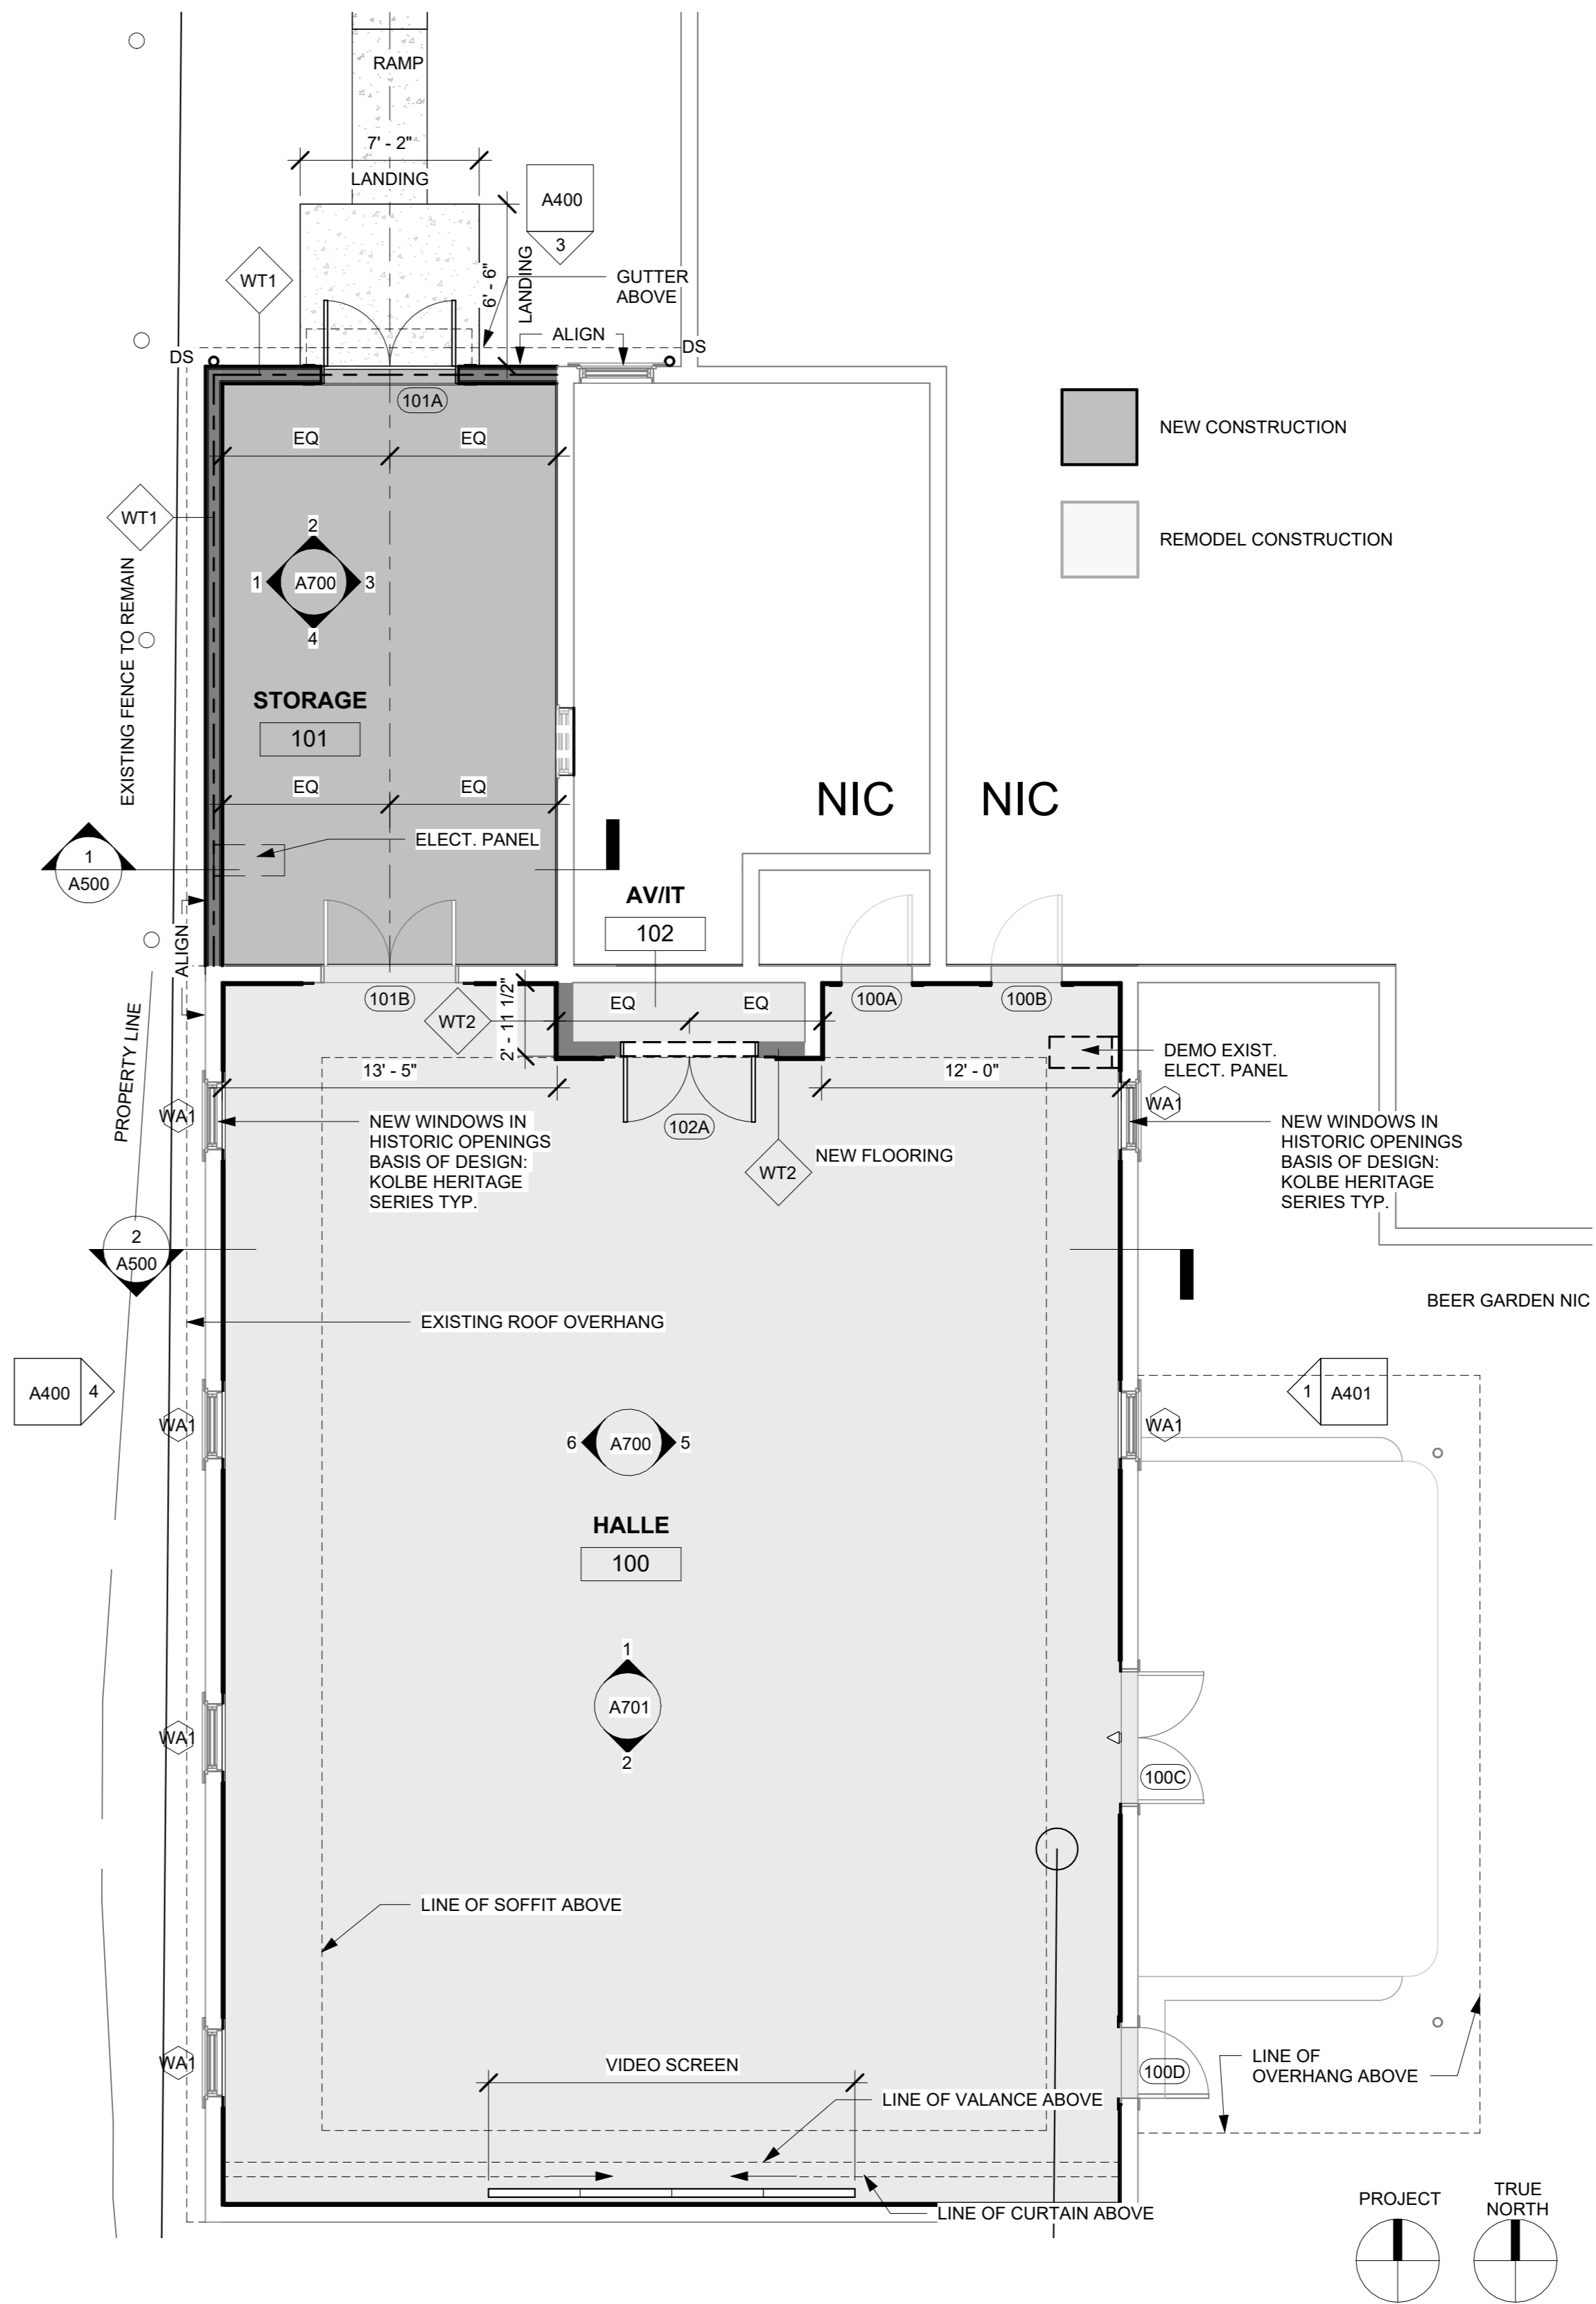 RAMP
7' - 2"
LANDING
A400
3
6' - 6"
LANDING
WT1
GUTTER
ABOVE
ALIGN
DS
DS
101A
EQ
EQ
NEW CONSTRUCTION
WT1
REMODEL CONSTRUCTION
2
1
A700
3
4
EXISTING FENCE TO REMAIN
STORAGE
101
EQ
EQ
NIC
NIC
ELECT. PANEL
1
A500
AV/IT
102
ALIGN
101B
WT2
2' - 11 1/2"
EQ
EQ
100A
100B
DEMO EXIST.
ELECT. PANEL
13' - 5"
12' - 0"
PROPERTY LINE
WA1
NEW WINDOWS IN
HISTORIC OPENINGS
BASIS OF DESIGN:
KOLBE HERITAGE
SERIES TYP.
102A
WT2
NEW FLOORING
WA1
NEW WINDOWS IN
HISTORIC OPENINGS
BASIS OF DESIGN:
KOLBE HERITAGE
SERIES TYP.
2
A500
BEER GARDEN NIC
EXISTING ROOF OVERHANG
A400
4
1
A401
WA1
WA1
6
A700
5
HALLE
100
1
A701
2
WA1
100C
LINE OF SOFFIT ABOVE
WA1
VIDEO SCREEN
100D
LINE OF
OVERHANG ABOVE
LINE OF VALANCE ABOVE
LINE OF CURTAIN ABOVE
PROJECT
TRUE
NORTH